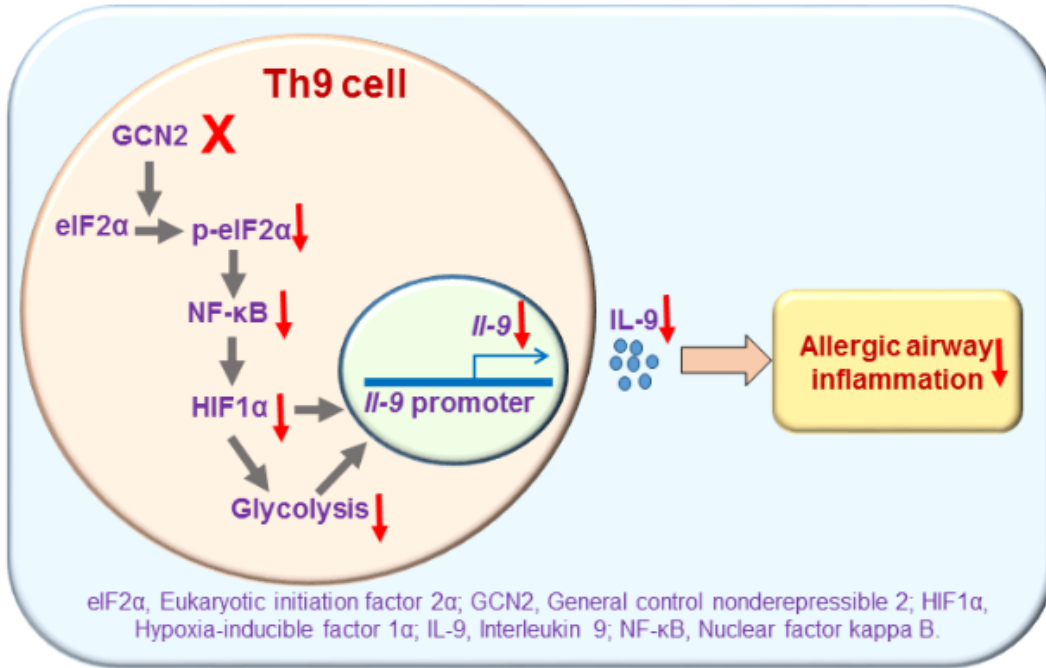 Th9 cell
GCN2 X
eIF2α
p-eIF2α
NF-κB
HIF1α
Glycolysis
Il-9
Il-9 promoter
IL-9
Allergic airway
inflammation
eIF2α, Eukaryotic initiation factor 2α; GCN2, General control nonderepressible 2; HIF1α,
Hypoxia-inducible factor 1α; IL-9, Interleukin 9; NF-κB, Nuclear factor kappa B.